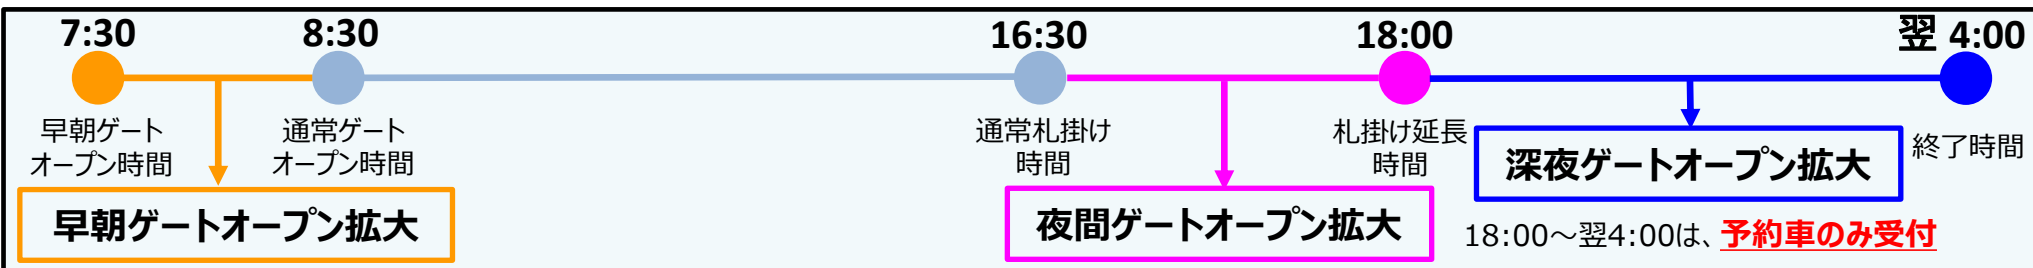 7:30
8:30
16:30
18:00
翌 4:00
早朝ゲート
オープン時間
通常ゲート
オープン時間
通常札掛け
時間
札掛け延長
時間
終了時間
早朝ゲートオープン拡大
夜間ゲートオープン拡大
深夜ゲートオープン拡大
18:00～翌4:00は、予約車のみ受付